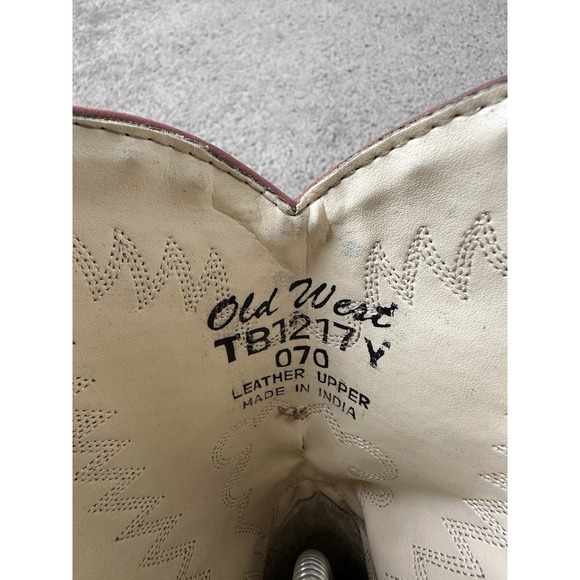 Old West
TB1217 Y
070
LEATHER UPPER
MADE IN INDIA